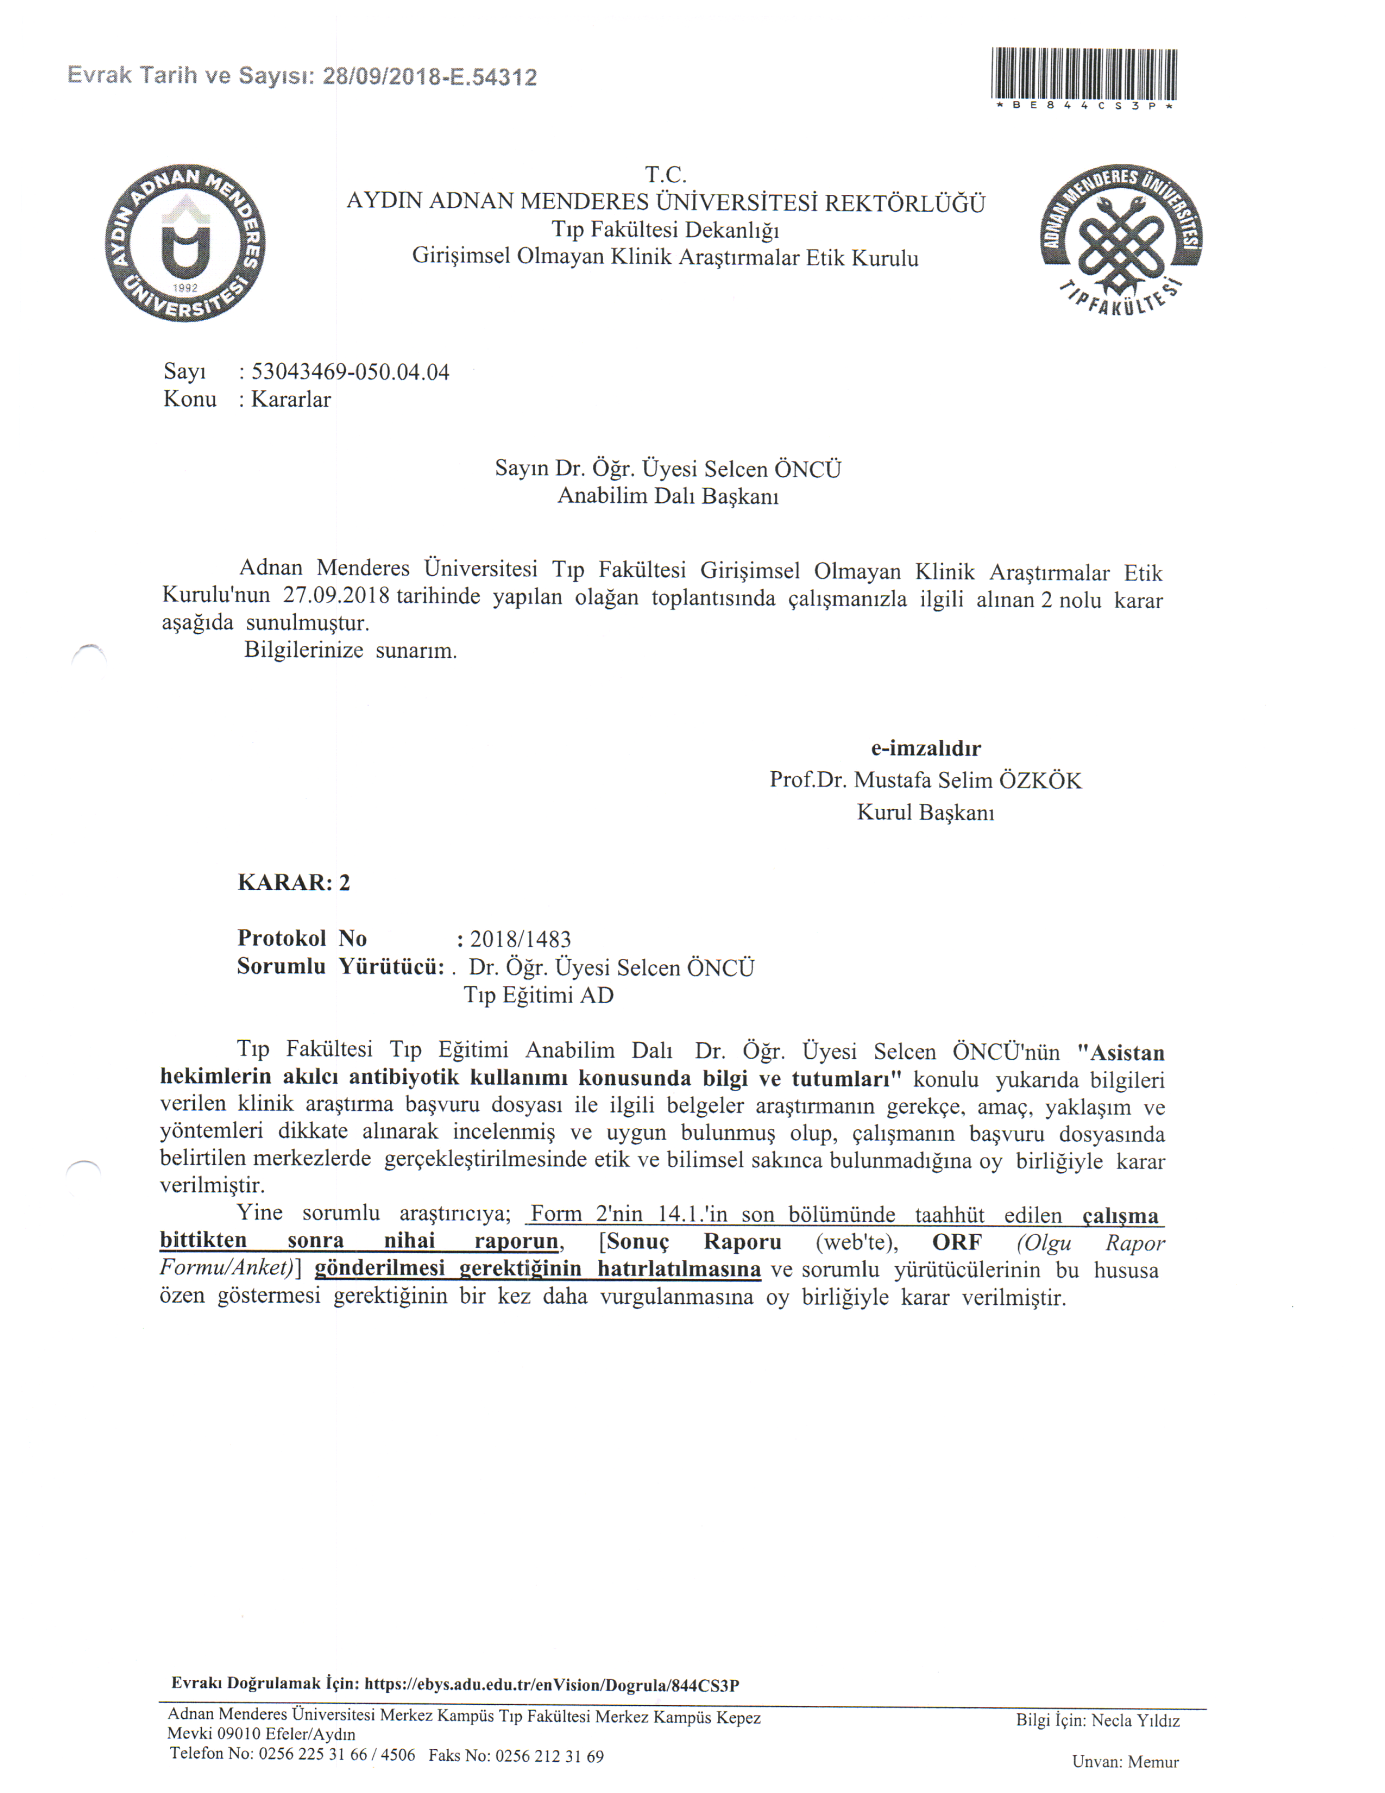 Evrak Tarih ve Sayısı: 28/09/2018-E.54312
*BE844CS3P*
AYDIN ADNAN MENDERES ÜNİVERSİTESİ
1992
ADNAN MENDERES ÜNİVERSİTESİ
TIP FAKÜLTESİ
T.C.
AYDIN ADNAN MENDERES ÜNİVERSİTESİ REKTÖRLÜĞÜ
Tıp Fakültesi Dekanlığı
Girişimsel Olmayan Klinik Araştırmalar Etik Kurulu
Sayı : 53043469-050.04.04
Konu : Kararlar
Sayın Dr. Öğr. Üyesi Selcen ÖNCÜ
Anabilim Dalı Başkanı
Adnan Menderes Üniversitesi Tıp Fakültesi Girişimsel Olmayan Klinik Araştırmalar Etik
Kurulu'nun 27.09.2018 tarihinde yapılan olağan toplantısında çalışmanızla ilgili alınan 2 nolu karar
aşağıda sunulmuştur.
Bilgilerinize sunarım.
e-imzalıdır
Prof.Dr. Mustafa Selim ÖZKÖK
Kurul Başkanı
KARAR: 2
Protokol No : 2018/1483
Sorumlu Yürütücü: . Dr. Öğr. Üyesi Selcen ÖNCÜ
Tıp Eğitimi AD
Tıp Fakültesi Tıp Eğitimi Anabilim Dalı Dr. Öğr. Üyesi Selcen ÖNCÜ'nün "Asistan
hekimlerin akılcı antibiyotik kullanımı konusunda bilgi ve tutumları" konulu yukarıda bilgileri
verilen klinik araştırma başvuru dosyası ile ilgili belgeler araştırmanın gerekçe, amaç, yaklaşım ve
yöntemleri dikkate alınarak incelenmiş ve uygun bulunmuş olup, çalışmanın başvuru dosyasında
belirtilen merkezlerde gerçekleştirilmesinde etik ve bilimsel sakınca bulunmadığına oy birliğiyle karar
verilmiştir.
Yine sorumlu araştırıcıya; Form 2'nin 14.1.'in son bölümünde taahhüt edilen çalışma
bittikten sonra nihai raporun, [Sonuç Raporu (web'te), ORF (Olgu Rapor
Formu/Anket)] gönderilmesi gerektiğinin hatırlatılmasına ve sorumlu yürütücülerinin bu hususa
özen göstermesi gerektiğinin bir kez daha vurgulanmasına oy birliğiyle karar verilmiştir.
Evrakı Doğrulamak İçin: https://ebys.adu.edu.tr/enVision/Dogrula/844CS3P
Adnan Menderes Üniversitesi Merkez Kampüs Tıp Fakültesi Merkez Kampüs Kepez
Mevki 09010 Efeler/Aydın
Telefon No: 0256 225 31 66 / 4506 Faks No: 0256 212 31 69
Bilgi İçin: Necla Yıldız
Unvan: Memur